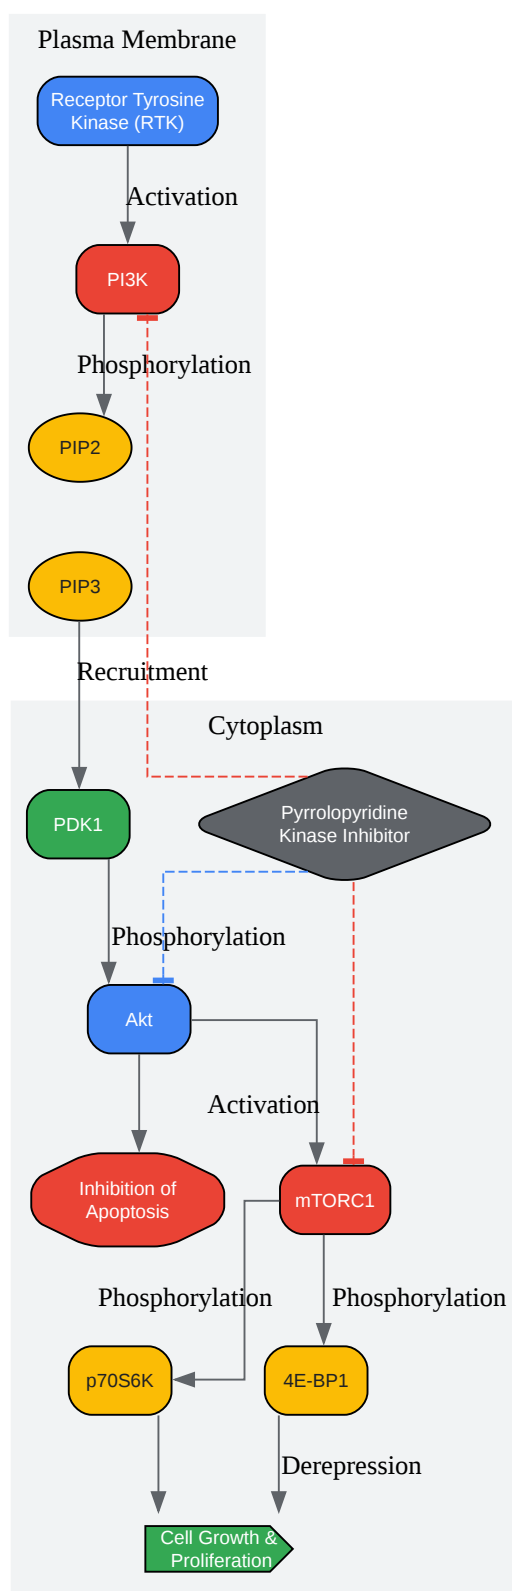 Plasma Membrane
Receptor Tyrosine
Kinase (RTK)
Activation
PI3K
Phosphorylation
PIP2
PIP3
Recruitment
Cytoplasm
PDK1
Pyrrolopyridine
Kinase Inhibitor
Phosphorylation
Akt
Activation
Inhibition of
Apoptosis
mTORC1
Phosphorylation
Phosphorylation
p70S6K
4E-BP1
Derepression
Cell Growth &
Proliferation